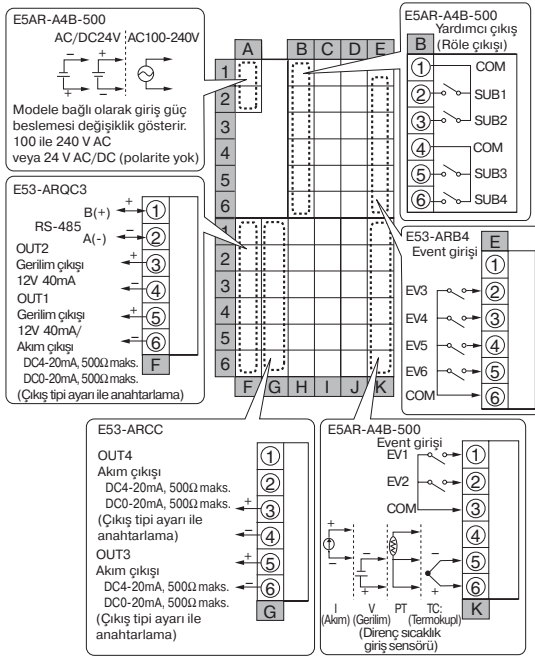 E5AR-A4B-500
AC/DC24V AC100-240V
− + 
+ −
Modele bağlı olarak giriş güç
beslemesi değişiklik gösterir.
100 ile 240 V AC
veya 24 V AC/DC (polarite yok)
A B C D E
1
2
3
4
5
6
1
2
3
4
5
6
F G H I J K
E5AR-A4B-500
Yardımcı çıkış
(Röle çıkışı)
B
1 COM
2 SUB1
3 SUB2
4 COM
5 SUB3
6 SUB4
E53-ARQC3
B(+) + 1
RS-485
A(-) − 2
OUT2
Gerilim çıkışı
12V 40mA
+ 3
− 4
OUT1
Gerilim çıkışı
12V 40mA/
Akım çıkışı
+ 5
− 6
DC4-20mA, 500Ω maks.
DC0-20mA, 500Ω maks.
(Çıkış tipi ayarı ile anahtarlama)
F
E53-ARB4
Event girişi
E
1
EV3 2
EV4 3
EV5 4
EV6 5
COM 6
E53-ARCC
OUT4
Akım çıkışı
DC4-20mA, 500Ω maks.
DC0-20mA, 500Ω maks.
(Çıkış tipi ayarı ile
anahtarlama)
OUT3
Akım çıkışı
DC4-20mA, 500Ω maks.
DC0-20mA, 500Ω maks.
(Çıkış tipi ayarı ile
anahtarlama)
1
2
+ 3
− 4
+ 5
− 6
G
E5AR-A4B-500
Event girişi
EV1 1
EV2 2
COM 3
4
5
6
+ − −
− + +
I V PT TC:
(Akım) (Gerilim) (Termokupl)
(Direnç sıcaklık
giriş sensörü)
K